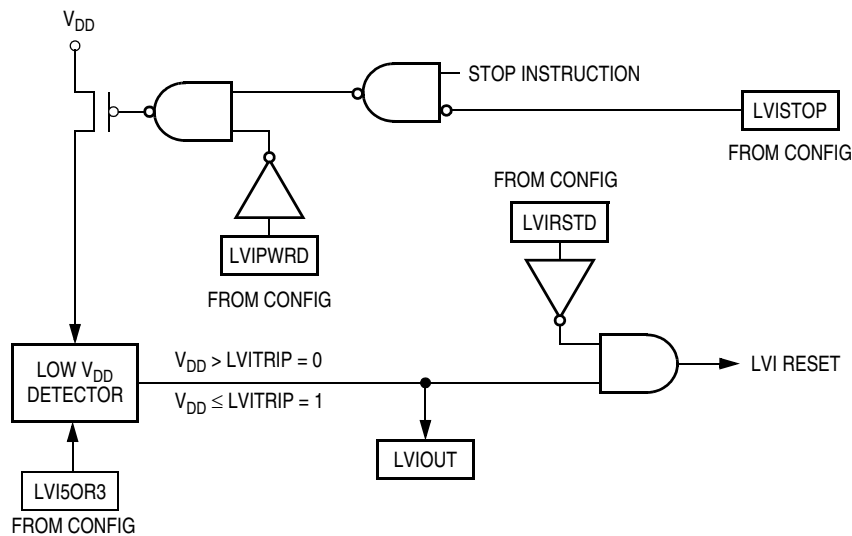 VDD
STOP INSTRUCTION
LVISTOP
FROM CONFIG
FROM CONFIG
LVIRSTD
LVIPWRD
FROM CONFIG
LOW VDD
DETECTOR
VDD > LVITRIP = 0
VDD ≤ LVITRIP = 1
LVI RESET
LVIOUT
LVI5OR3
FROM CONFIG